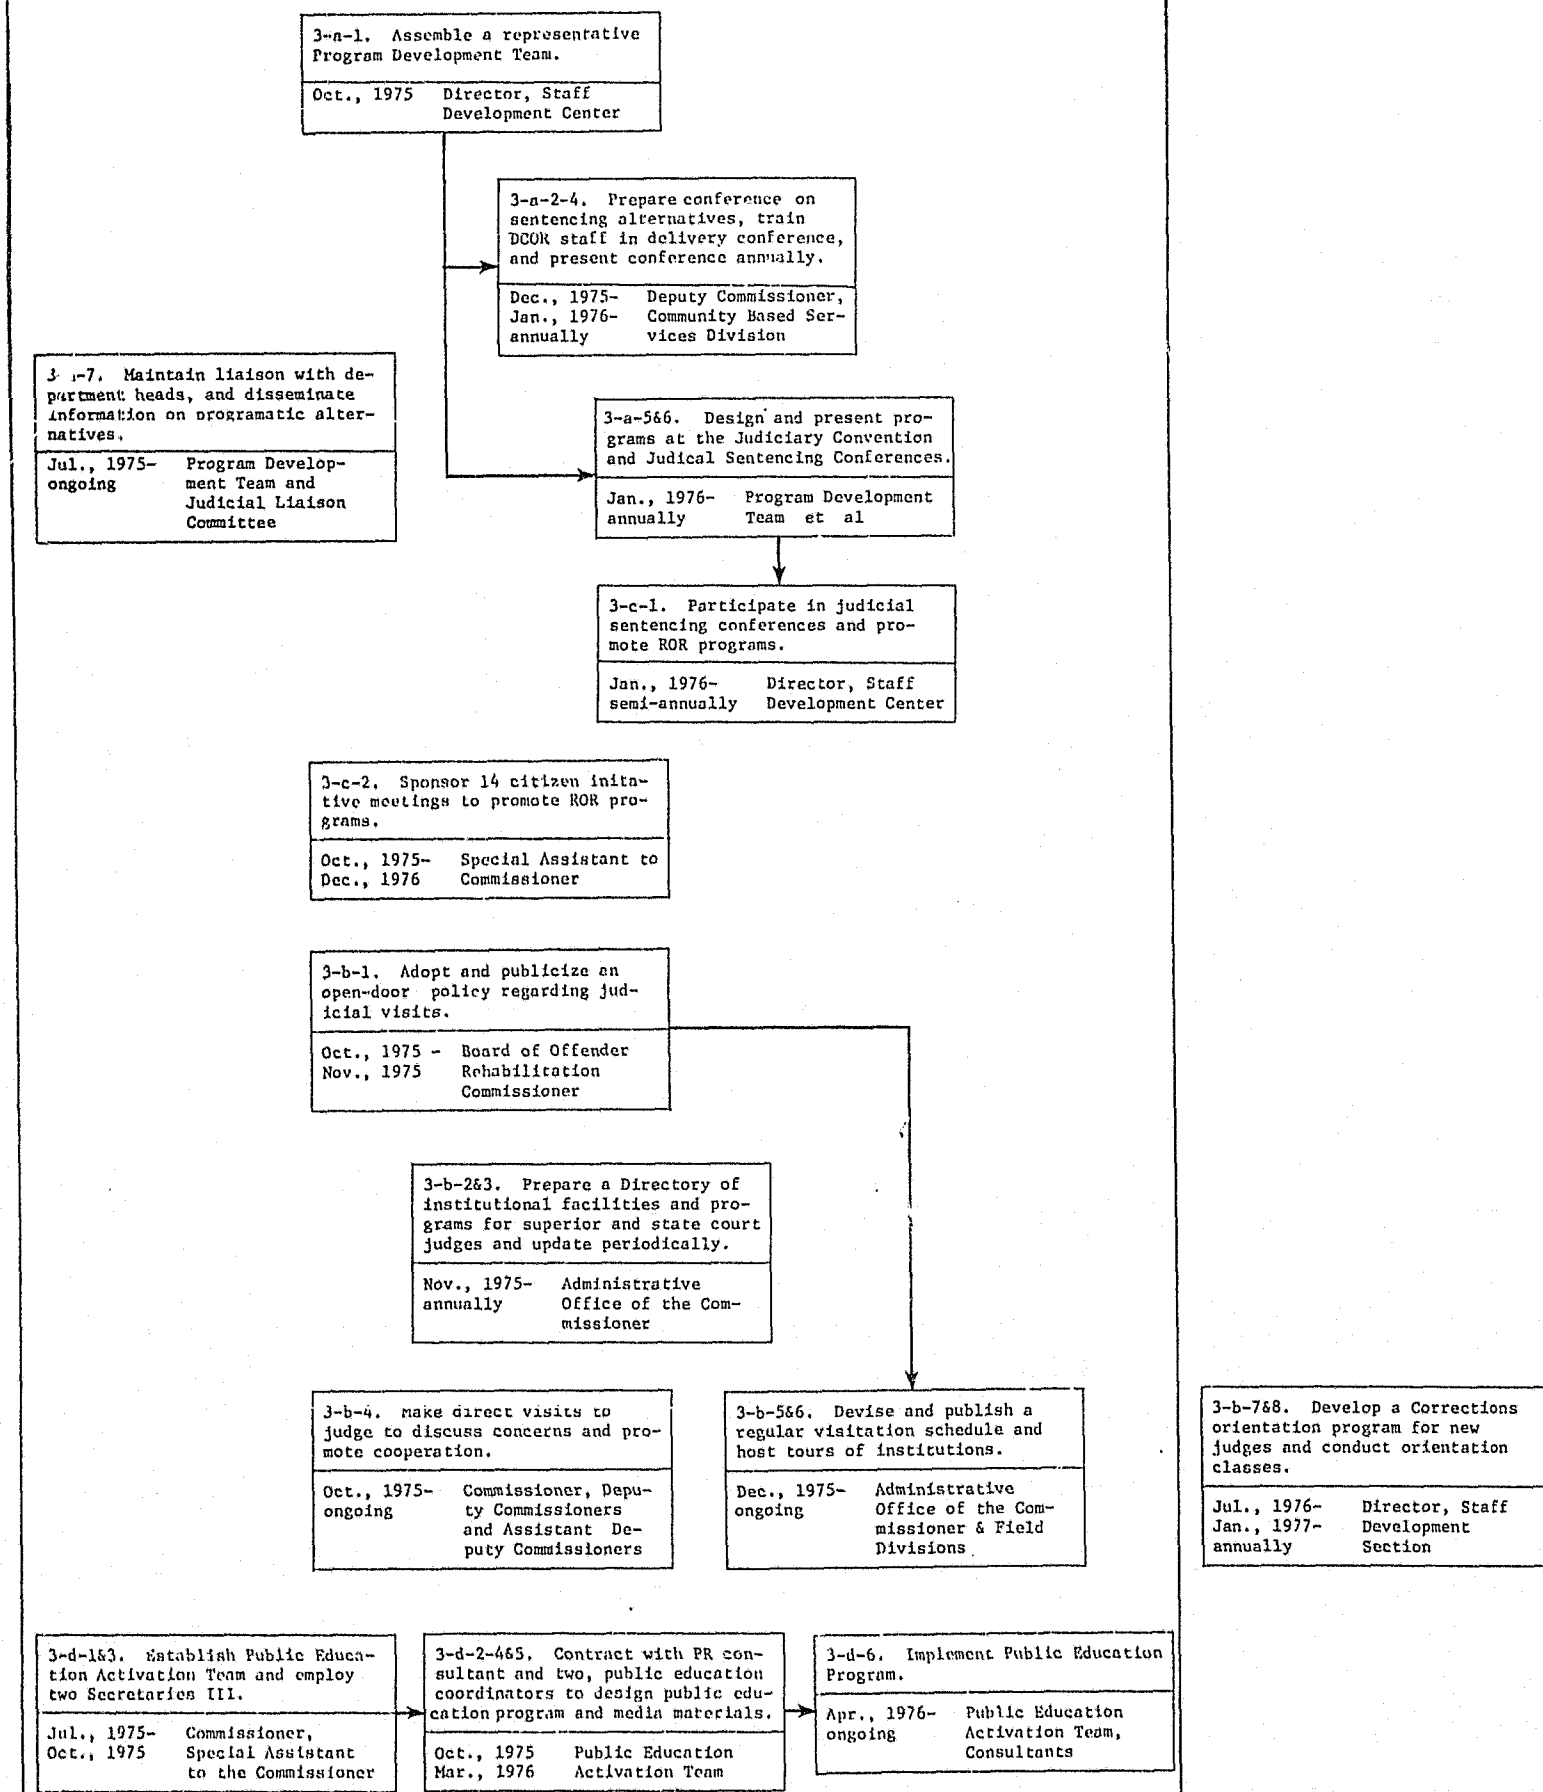 3-a-1. Assemble a representative
Program Development Team.
Oct., 1975 Director, Staff
Development Center
3-a-2-4. Prepare conference on
sentencing alternatives, train
DCOR staff in delivery conference,
and present conference annually.
Dec., 1975- Deputy Commissioner,
Jan., 1976- Community Based Ser-
annually vices Division
3- -7. Maintain liaison with de-
partment heads, and disseminate
information on programatic alter-
natives.
Jul., 1975- Program Develop-
ongoing ment Team and
Judicial Liaison
Committee
3-a-5&6. Design and present pro-
grams at the Judiciary Convention
and Judical Sentencing Conferences.
Jan., 1976- Program Development
annually Team et al
3-c-1. Participate in judicial
sentencing conferences and pro-
mote ROR programs.
Jan., 1976- Director, Staff
semi-annually Development Center
3-c-2. Sponsor 14 citizen inita-
tive meetings to promote ROR pro-
grams.
Oct., 1975- Special Assistant to
Dec., 1976 Commissioner
3-b-1. Adopt and publicize an
open-door policy regarding jud-
icial visits.
Oct., 1975 - Board of Offender
Nov., 1975 Rehabilitation
Commissioner
3-b-2&3. Prepare a Directory of
institutional facilities and pro-
grams for superior and state court
judges and update periodically.
Nov., 1975- Administrative
annually Office of the Com-
missioner
3-b-4. Make direct visits to
judge to discuss concerns and pro-
mote cooperation.
Oct., 1975- Commissioner, Depu-
ongoing ty Commissioners
and Assistant De-
puty Commissioners
3-b-5&6. Devise and publish a
regular visitation schedule and
host tours of institutions.
Dec., 1975- Administrative
ongoing Office of the Com-
missioner & Field
Divisions
3-b-7&8. Develop a Corrections
orientation program for new
judges and conduct orientation
classes.
Jul., 1976- Director, Staff
Jan., 1977- Development
annually Section
3-d-1&3. Establish Public Educa-
tion Activation Team and employ
two Secretaries III.
Jul., 1975- Commissioner,
Oct., 1975 Special Assistant
to the Commissioner
3-d-2-4&5. Contract with PR con-
sultant and two, public education
coordinators to design public edu-
cation program and media materials.
Oct., 1975 Public Education
Mar., 1976 Activation Team
3-d-6. Implement Public Education
Program.
Apr., 1976- Public Education
ongoing Activation Team,
Consultants